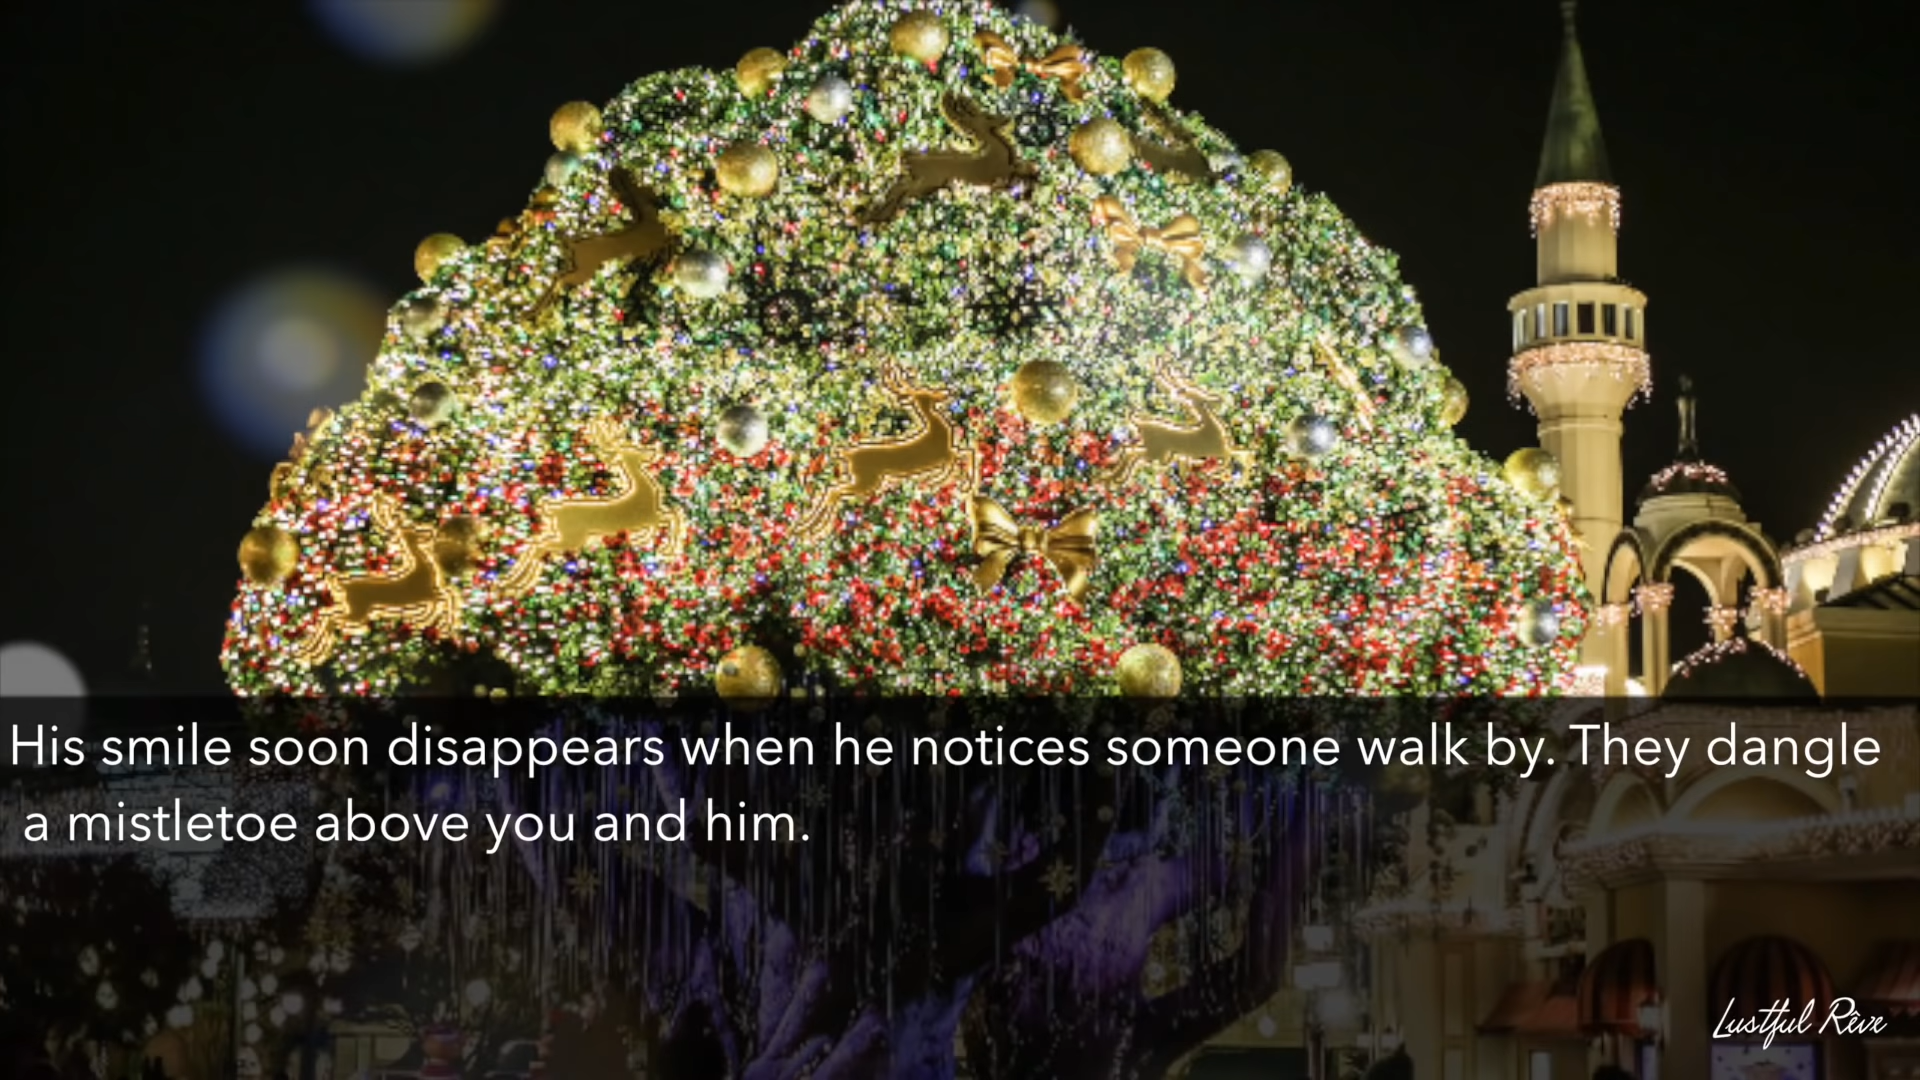 His smile soon disappears when he notices someone walk by. They dangle
a mistletoe above you and him.
Lustful Rêve